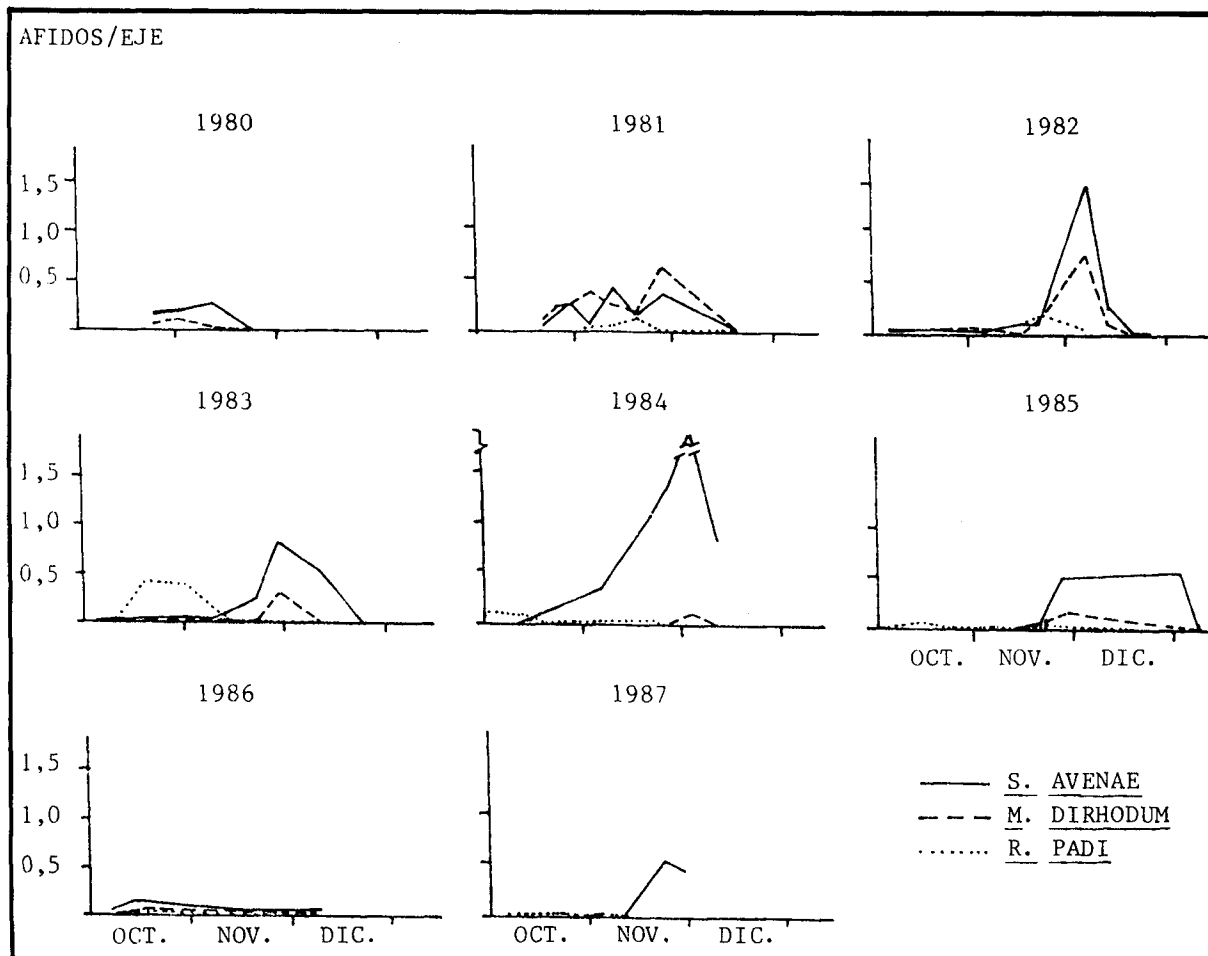 AFIDOS/EJE
1980
1981
1982
1,5
1,0
0,5
1983
1984
1985
1,5
1,0
0,5
OCT. NOV. DIC.
1986
1987
1,5
1,0
0,5
S. AVENAE
M. DIRHODUM
R. PADI
OCT. NOV. DIC.
OCT. NOV. DIC.